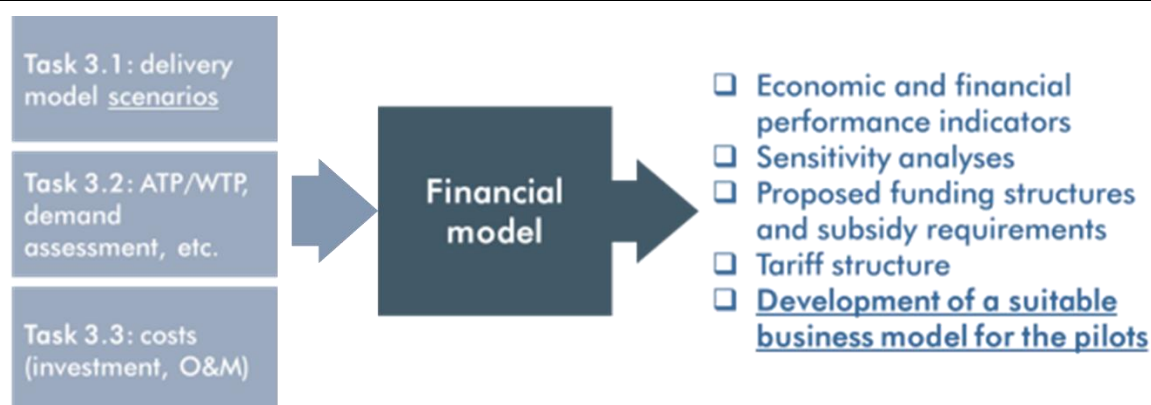 Task 3.1: delivery
model scenarios
Task 3.2: ATP/WTP,
demand
assessment, etc.
Task 3.3: costs
(investment, O&M)
Financial
model
Economic and financial
performance indicators
Sensitivity analyses
Proposed funding structures
and subsidy requirements
Tariff structure
Development of a suitable
business model for the pilots